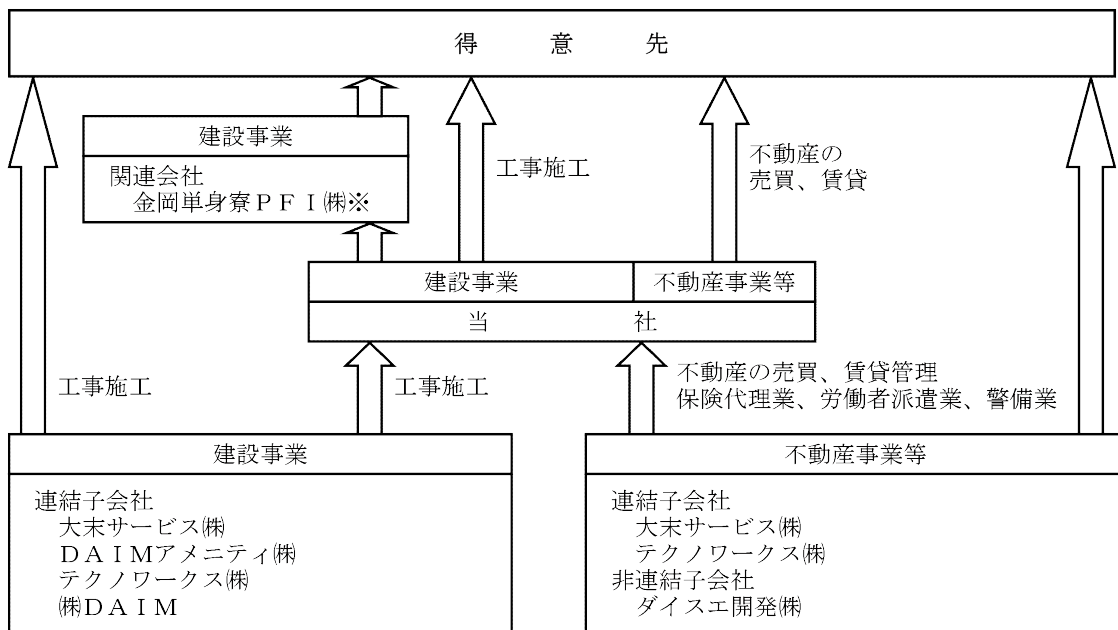 得意先
建設事業
関連会社
金岡単身寮ＰＦＩ㈱※
工事施工
不動産の
売買、賃貸
建設事業
不動産事業等
当社
工事施工
工事施工
不動産の売買、賃貸管理
保険代理業、労働者派遣業、警備業
建設事業
連結子会社
大末サービス㈱
ＤＡＩＭアメニティ㈱
テクノワークス㈱
㈱ＤＡＩＭ
不動産事業等
連結子会社
大末サービス㈱
テクノワークス㈱
非連結子会社
ダイスエ開発㈱